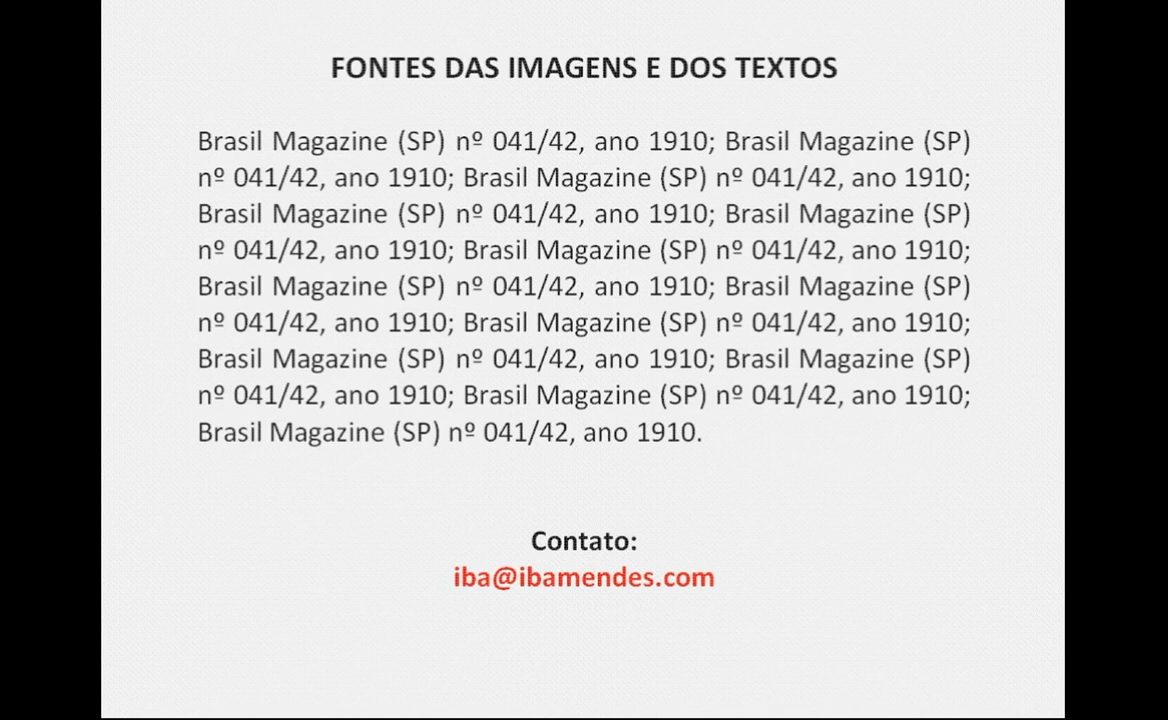 FONTES DAS IMAGENS E DOS TEXTOS
Brasil Magazine (SP) nº 041/42, ano 1910; Brasil Magazine (SP)
nº 041/42, ano 1910; Brasil Magazine (SP) nº 041/42, ano 1910;
Brasil Magazine (SP) nº 041/42, ano 1910; Brasil Magazine (SP)
nº 041/42, ano 1910; Brasil Magazine (SP) nº 041/42, ano 1910;
Brasil Magazine (SP) nº 041/42, ano 1910; Brasil Magazine (SP)
nº 041/42, ano 1910; Brasil Magazine (SP) nº 041/42, ano 1910;
Brasil Magazine (SP) nº 041/42, ano 1910; Brasil Magazine (SP)
nº 041/42, ano 1910; Brasil Magazine (SP) nº 041/42, ano 1910;
Brasil Magazine (SP) nº 041/42, ano 1910.
Contato:
iba@ibamendes.com